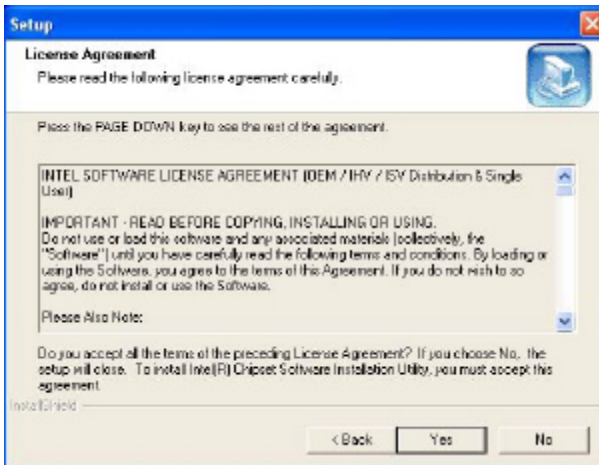 Setup
License Agreement
Please read the following license agreement carefully.
Press the PAGE DOWN key to see the rest of the agreement.
INTEL SOFTWARE LICENSE AGREEMENT (OEM / IHV / ISV Distribution & Single
User)
IMPORTANT - READ BEFORE COPYING, INSTALLING OR USING.
Do not use or load this software and any associated materials (collectively, the
"Software") until you have carefully read the following terms and conditions. By loading or
using the Software, you agree to the terms of this Agreement. If you do not wish to so
agree, do not install or use the Software.
Please Also Note:
Do you accept all the terms of the preceding License Agreement? If you choose No, the
setup will close. To install Intel(R) Chipset Software Installation Utility, you must accept this
agreement.
InstallShield
< Back Yes No